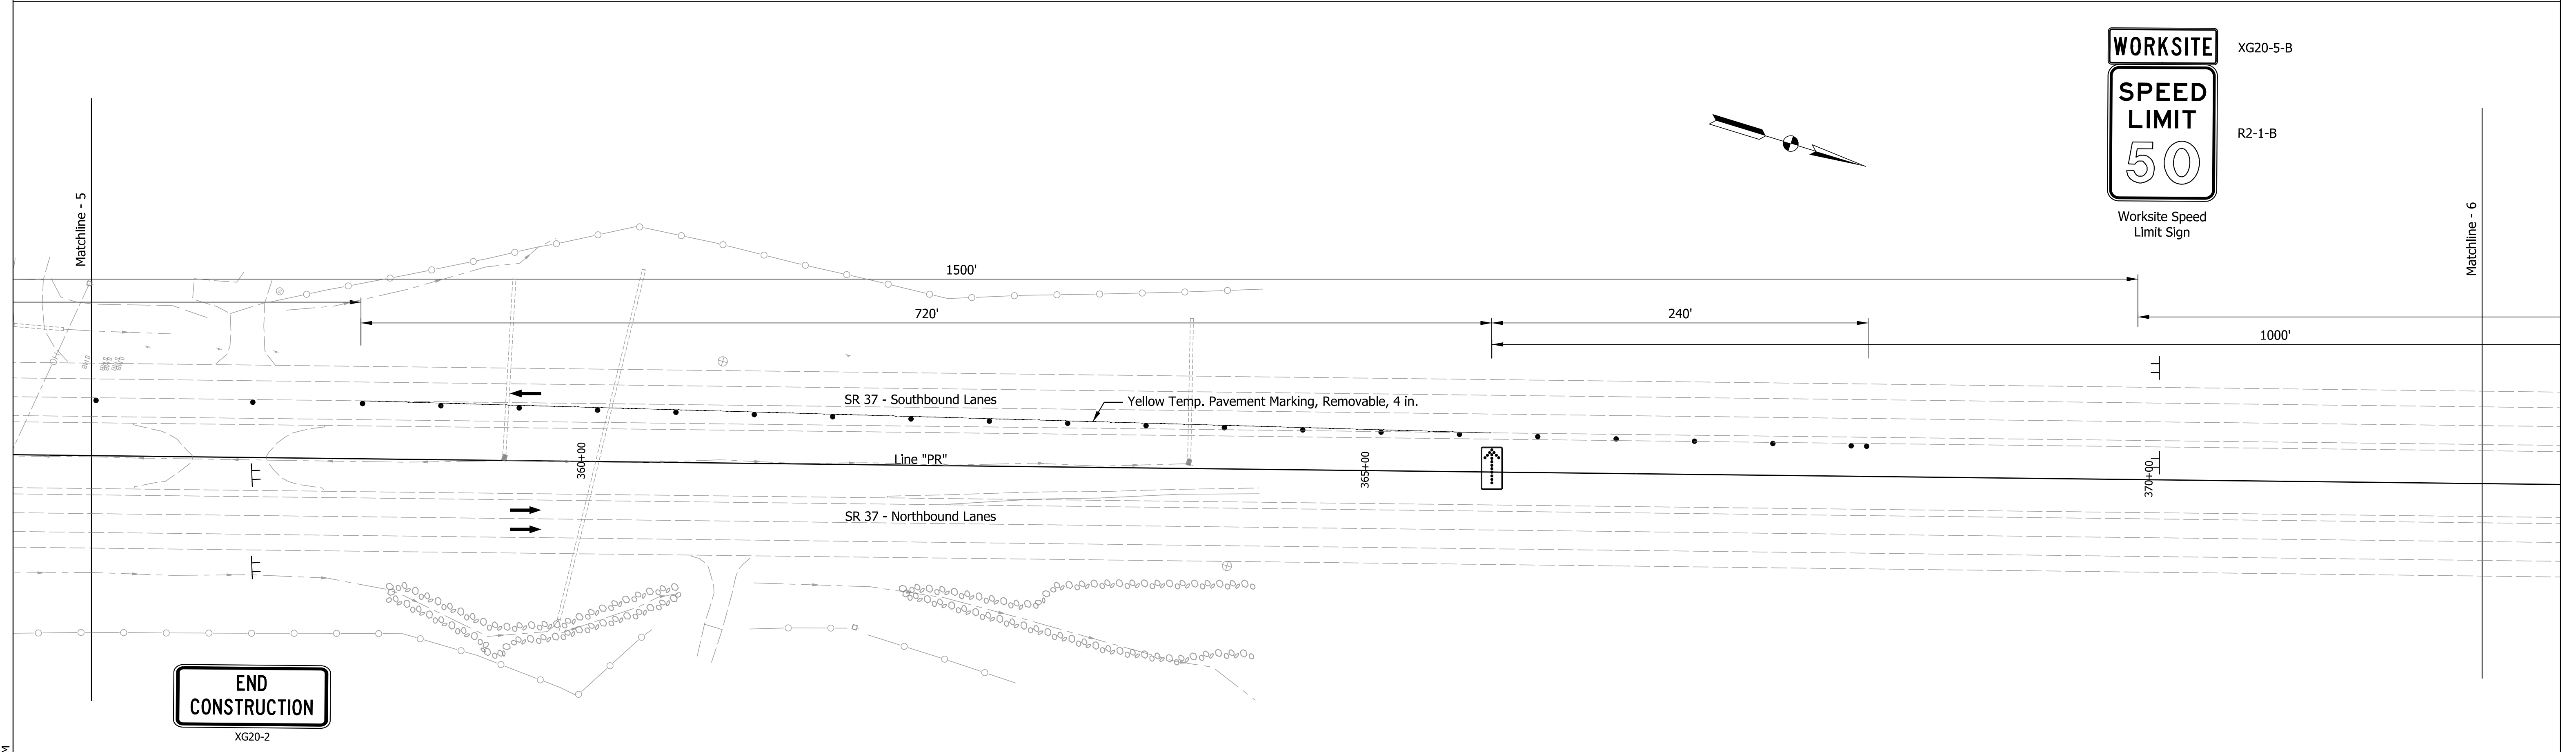 WORKSITE
XG20-5-B
SPEED
LIMIT
50
R2-1-B
Worksite Speed
Limit Sign
Matchline - 5
Matchline - 6
1500'
720'
240'
1000'
SR 37 - Southbound Lanes
Yellow Temp. Pavement Marking, Removable, 4 in.
Line "PR"
360+00
365+00
370+00
SR 37 - Northbound Lanes
END
CONSTRUCTION
XG20-2